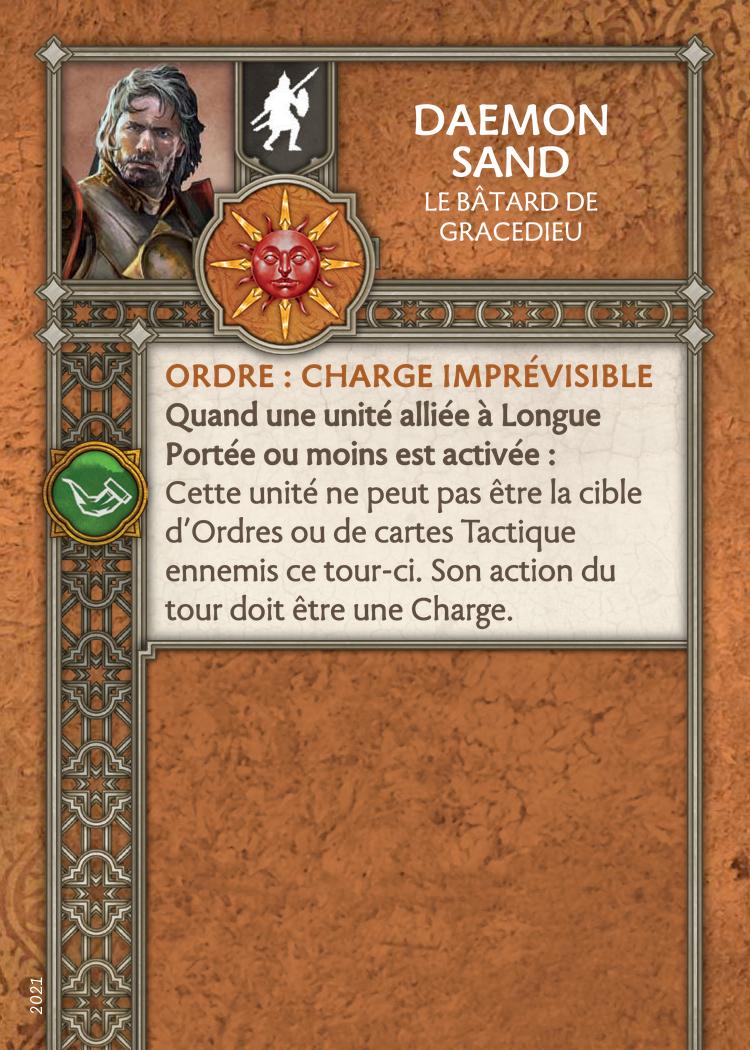 DAEMON
SAND
LE BÂTARD DE
GRACEDIEU
ORDRE : CHARGE IMPRÉVISIBLE
Quand une unité alliée à Longue
Portée ou moins est activée :
Cette unité ne peut pas être la cible
d’Ordres ou de cartes Tactique
ennemis ce tour-ci. Son action du
tour doit être une Charge.
2021